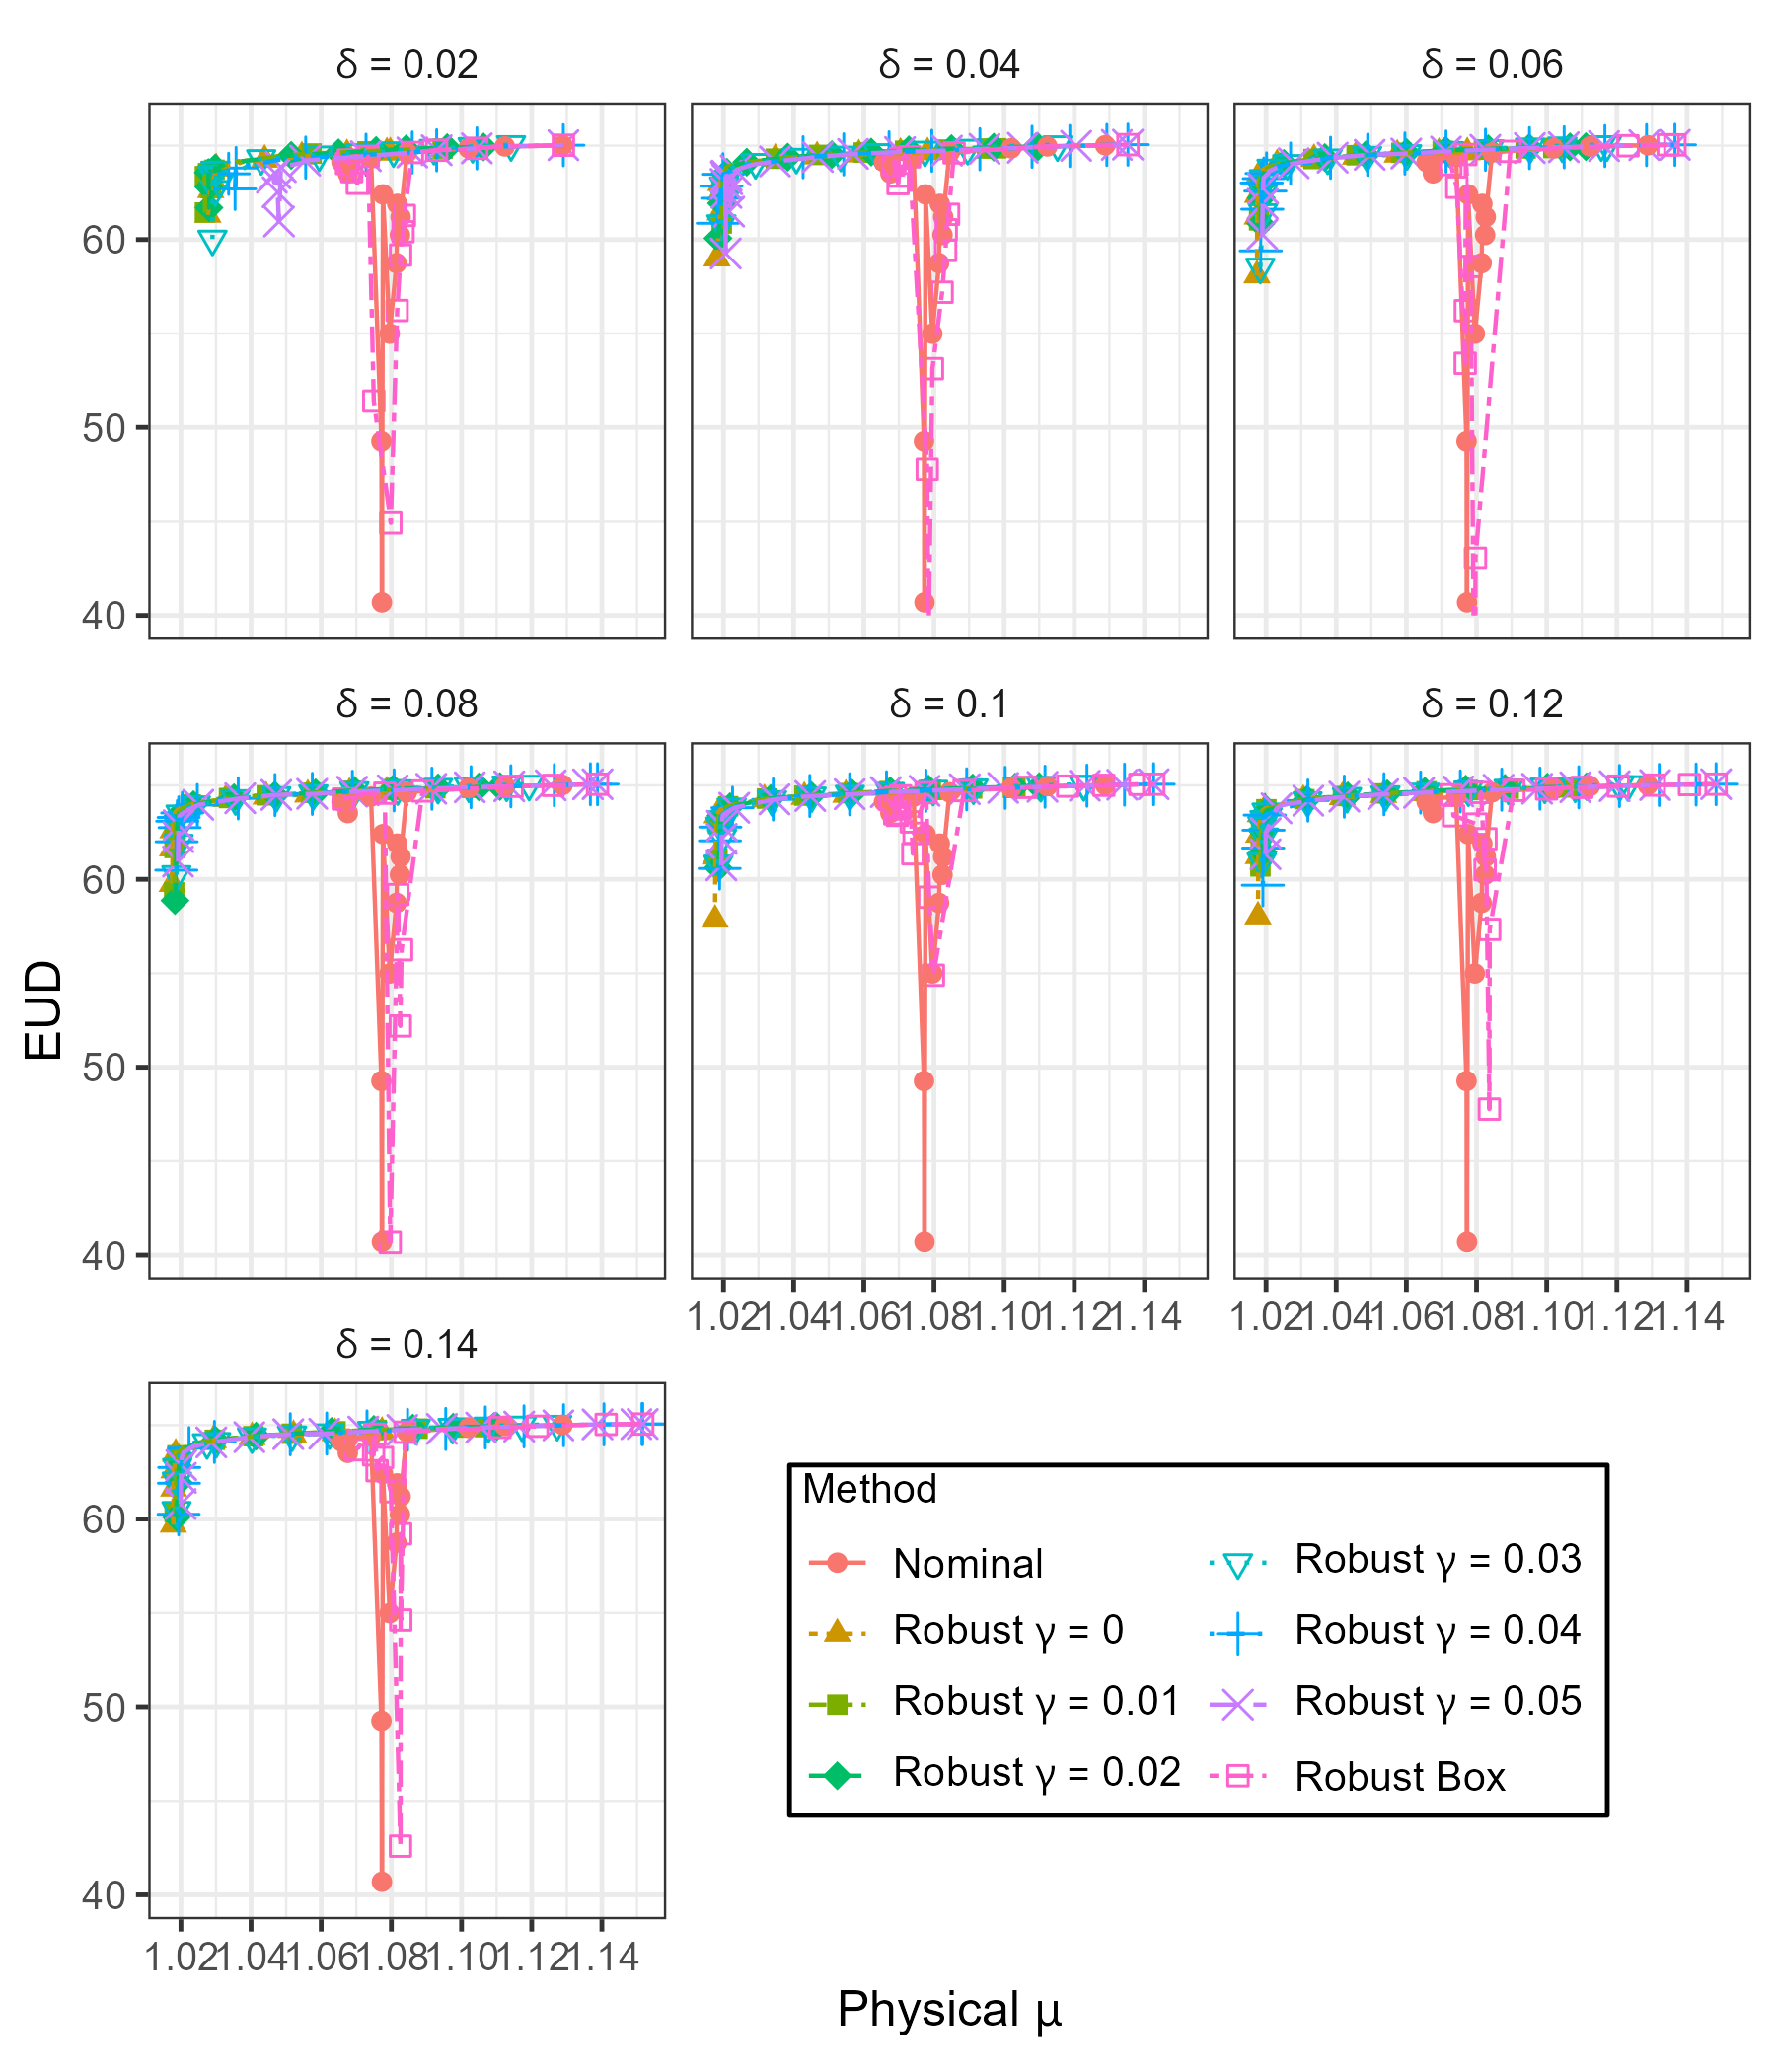 δ = 0.02
δ = 0.04
δ = 0.06
60
50
40
δ = 0.08
δ = 0.1
δ = 0.12
60
50
40
1.02 1.04 1.06 1.08 1.10 1.12 1.14
1.02 1.04 1.06 1.08 1.10 1.12 1.14
δ = 0.14
60
50
40
1.02 1.04 1.06 1.08 1.10 1.12 1.14
EUD
Physical μ
Method
Nominal
Robust γ = 0
Robust γ = 0.01
Robust γ = 0.02
Robust γ = 0.03
Robust γ = 0.04
Robust γ = 0.05
Robust Box